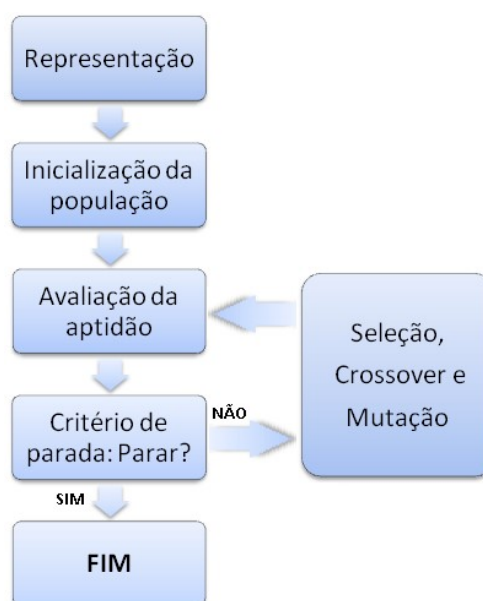 Representação
Inicialização da
população
Avaliação da
aptidão
Seleção,
Crossover e
Mutação
Critério de
parada: Parar?
NÃO
SIM
FIM